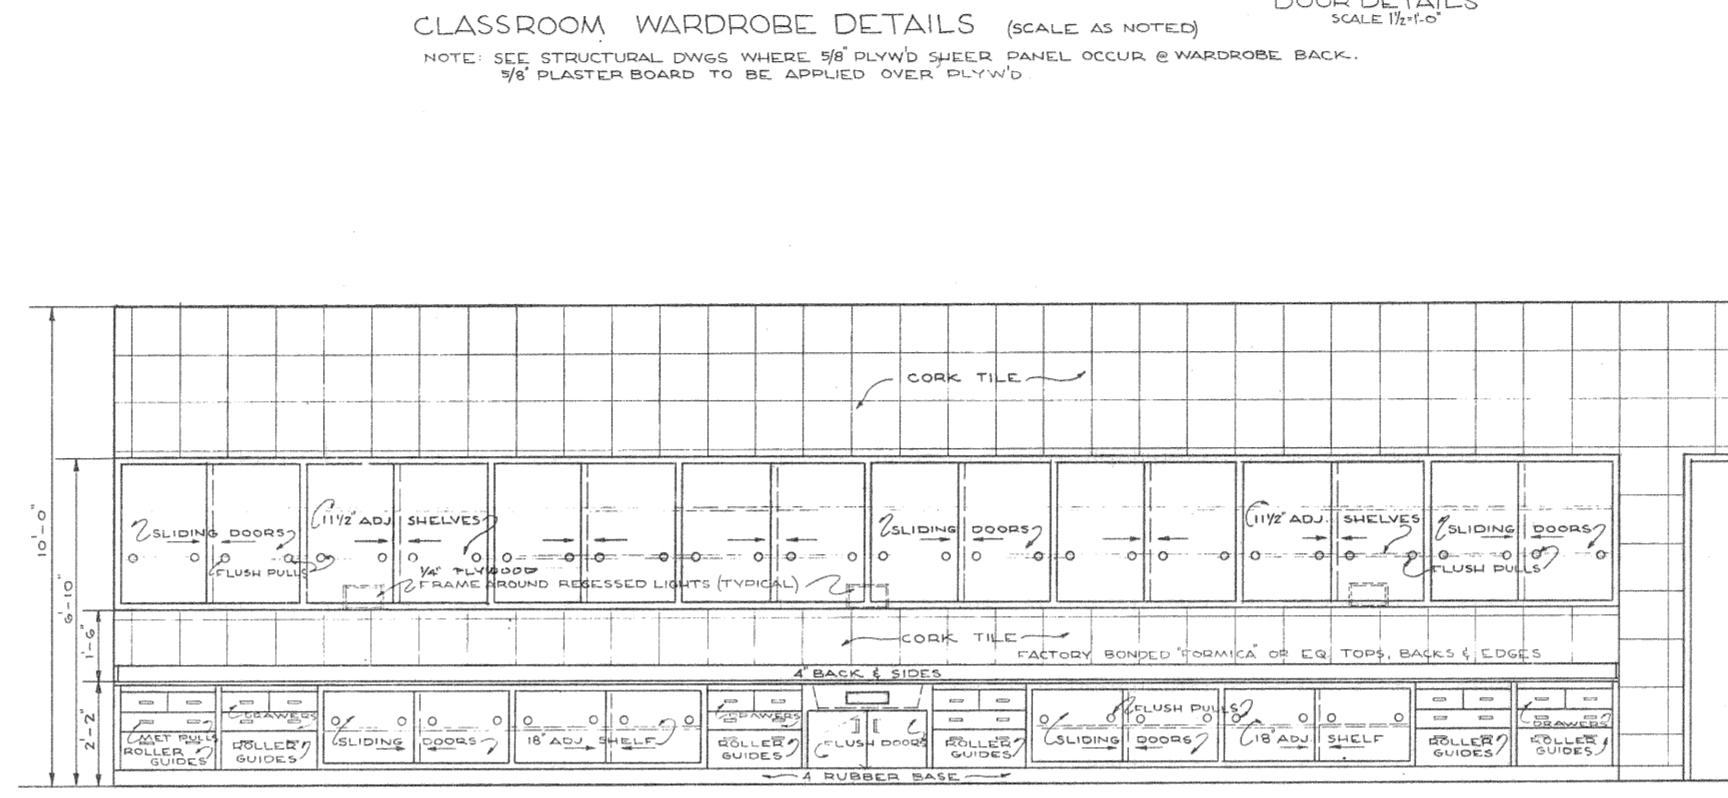 DOOR DETAILS
SCALE 1½"=1'-0"
CLASSROOM WARDROBE DETAILS (SCALE AS NOTED)
NOTE: SEE STRUCTURAL DWGS WHERE 5/8" PLYW'D SHEER PANEL OCCUR @ WARDROBE BACK.
5/8" PLASTER BOARD TO BE APPLIED OVER PLYW'D
CORK TILE
10'-0"
6'-10"
1'-6"
2'-2"
SLIDING DOORS
FLUSH PULLS
11½" ADJ. SHELVES
¼" PLYWOOD
FRAME AROUND RECESSED LIGHTS (TYPICAL)
SLIDING DOORS
11½" ADJ. SHELVES
SLIDING DOORS
FLUSH PULLS
CORK TILE
FACTORY BONDED "FORMICA" OR EQ. TOPS, BACKS & EDGES
4" BACK & SIDES
MET PULLS
ROLLER
GUIDES
DRAWERS
ROLLER
GUIDES
SLIDING DOORS
18" ADJ. SHELF
DRAWERS
ROLLER
GUIDES
FLUSH DOORS
ROLLER
GUIDES
FLUSH PULLS
SLIDING DOORS
18" ADJ. SHELF
ROLLER
GUIDES
DRAWERS
ROLLER
GUIDES
4 RUBBER BASE